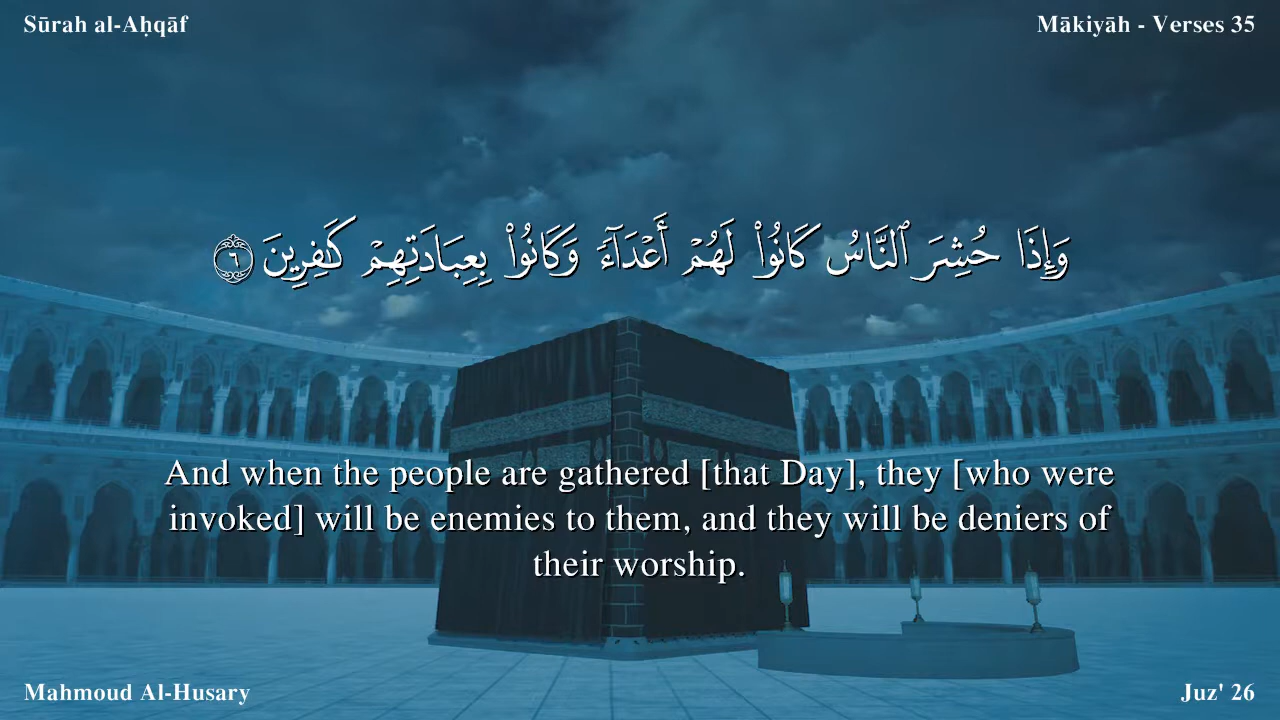 Sūrah al-Aḥqāf
Mākiyāh - Verses 35
وَإِذَا حُشِرَ ٱلنَّاسُ كَانُوا۟ لَهُمْ أَعْدَآءً وَكَانُوا۟ بِعِبَادَتِهِمْ كَـٰفِرِينَ ٦
And when the people are gathered [that Day], they [who were
invoked] will be enemies to them, and they will be deniers of
their worship.
Mahmoud Al-Husary
Juz' 26